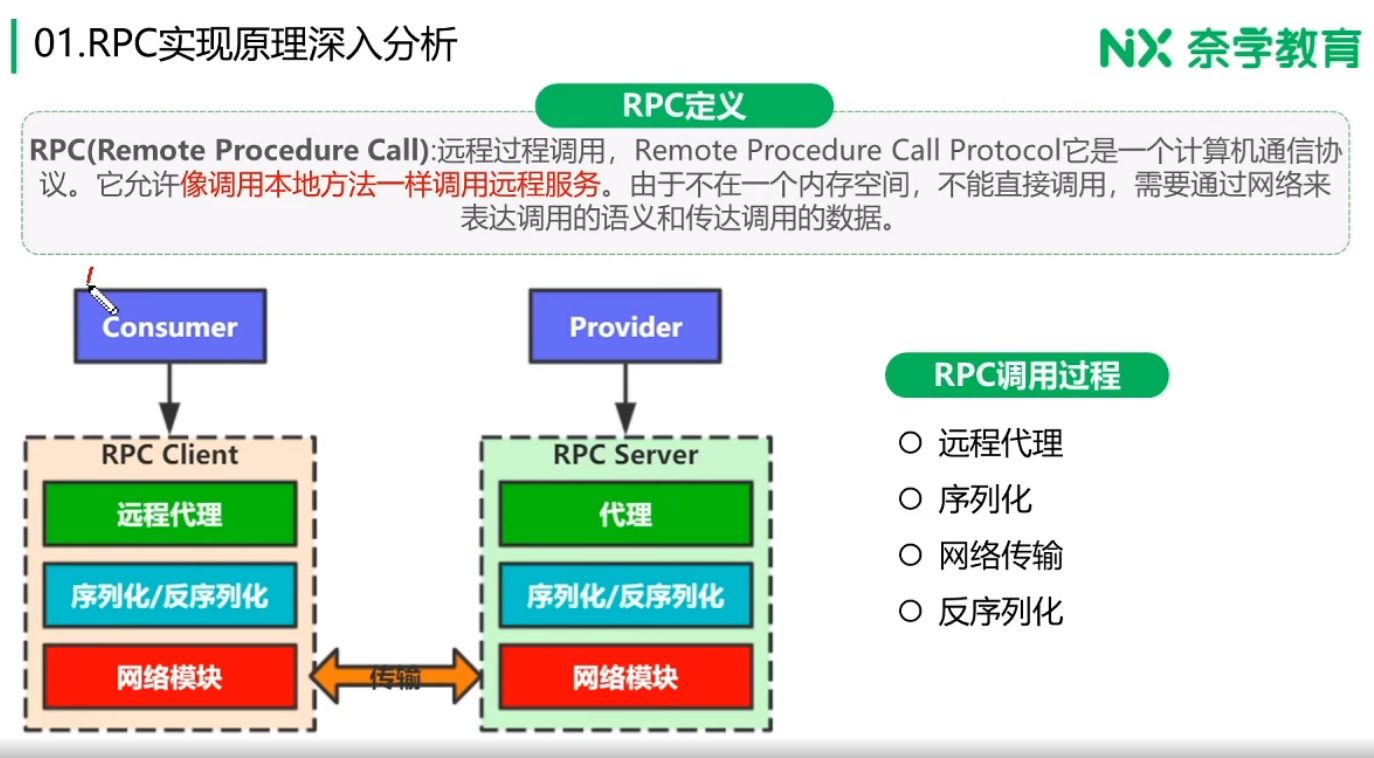 01.RPC实现原理深入分析
NX 奈学教育
RPC定义
RPC(Remote Procedure Call):远程过程调用，Remote Procedure Call Protocol它是一个计算机通信协
议。它允许像调用本地方法一样调用远程服务。由于不在一个内存空间，不能直接调用，需要通过网络来
表达调用的语义和传达调用的数据。
Consumer
Provider
RPC调用过程
远程代理
序列化
网络传输
反序列化
RPC Client
远程代理
序列化/反序列化
网络模块
传输
RPC Server
代理
序列化/反序列化
网络模块